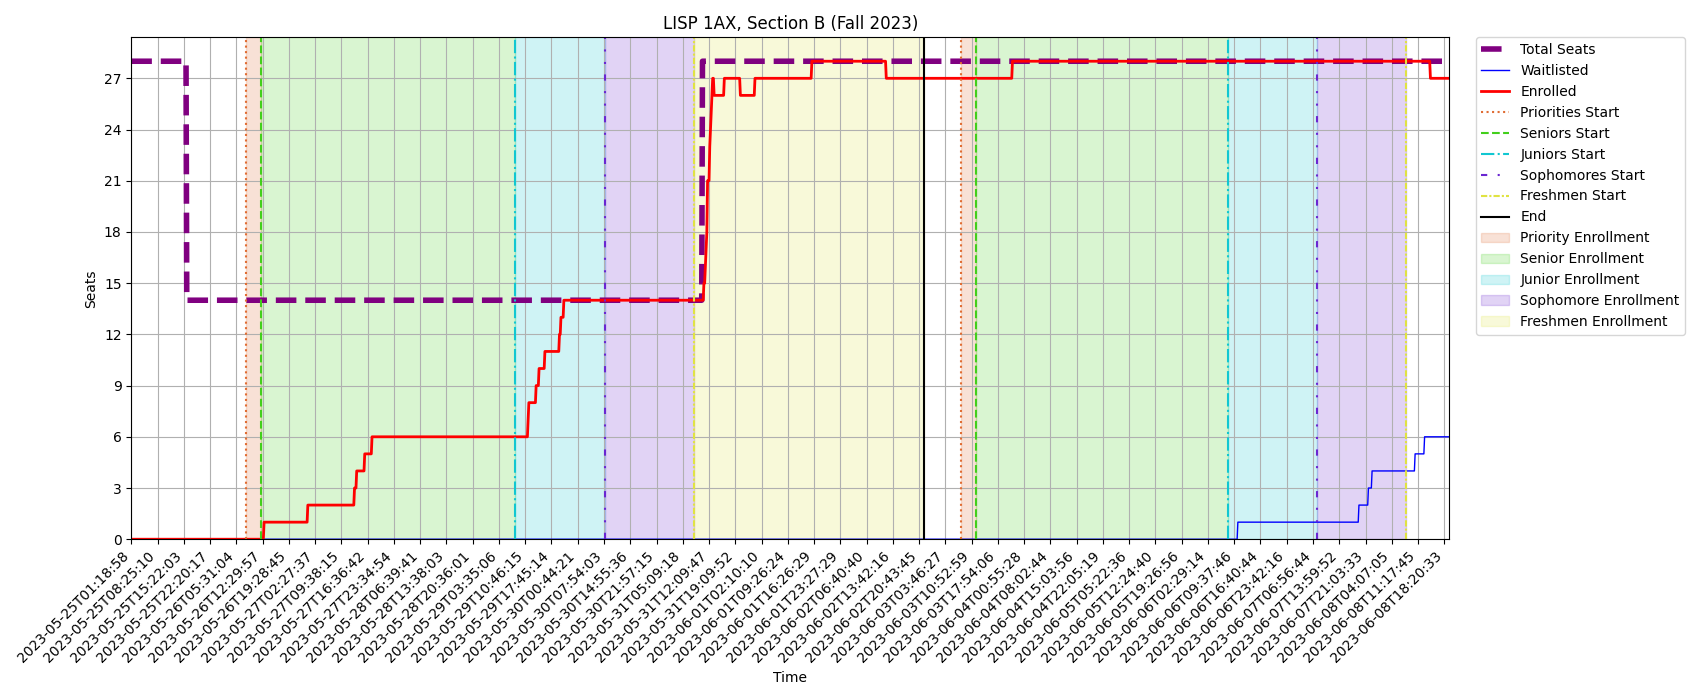 LISP 1AX, Section B (Fall 2023)
Seats
27
24
21
18
15
12
9
6
3
0
2023-05-25T01:18:58
2023-05-25T08:25:10
2023-05-25T15:22:03
2023-05-25T22:20:17
2023-05-26T05:31:04
2023-05-26T12:29:57
2023-05-26T19:28:45
2023-05-27T02:27:37
2023-05-27T09:38:15
2023-05-27T16:36:42
2023-05-27T23:34:54
2023-05-28T06:39:41
2023-05-28T13:38:03
2023-05-28T20:36:01
2023-05-29T03:35:06
2023-05-29T10:46:15
2023-05-29T17:45:14
2023-05-30T00:44:21
2023-05-30T07:54:03
2023-05-30T14:55:36
2023-05-30T21:57:15
2023-05-31T05:09:18
2023-05-31T12:09:47
2023-05-31T19:09:52
2023-06-01T02:10:10
2023-06-01T09:26:24
2023-06-01T16:26:29
2023-06-01T23:27:29
2023-06-02T06:40:40
2023-06-02T13:42:16
2023-06-02T20:43:45
2023-06-03T03:46:27
2023-06-03T10:52:59
2023-06-03T17:54:06
2023-06-04T00:55:28
2023-06-04T08:02:44
2023-06-04T15:03:56
2023-06-04T22:05:19
2023-06-05T05:22:36
2023-06-05T12:24:40
2023-06-05T19:26:56
2023-06-06T02:29:14
2023-06-06T09:37:46
2023-06-06T16:40:44
2023-06-06T23:42:16
2023-06-07T06:56:44
2023-06-07T13:59:52
2023-06-07T21:03:33
2023-06-08T04:07:05
2023-06-08T11:17:45
2023-06-08T18:20:33
Time
Total Seats
Waitlisted
Enrolled
Priorities Start
Seniors Start
Juniors Start
Sophomores Start
Freshmen Start
End
Priority Enrollment
Senior Enrollment
Junior Enrollment
Sophomore Enrollment
Freshmen Enrollment